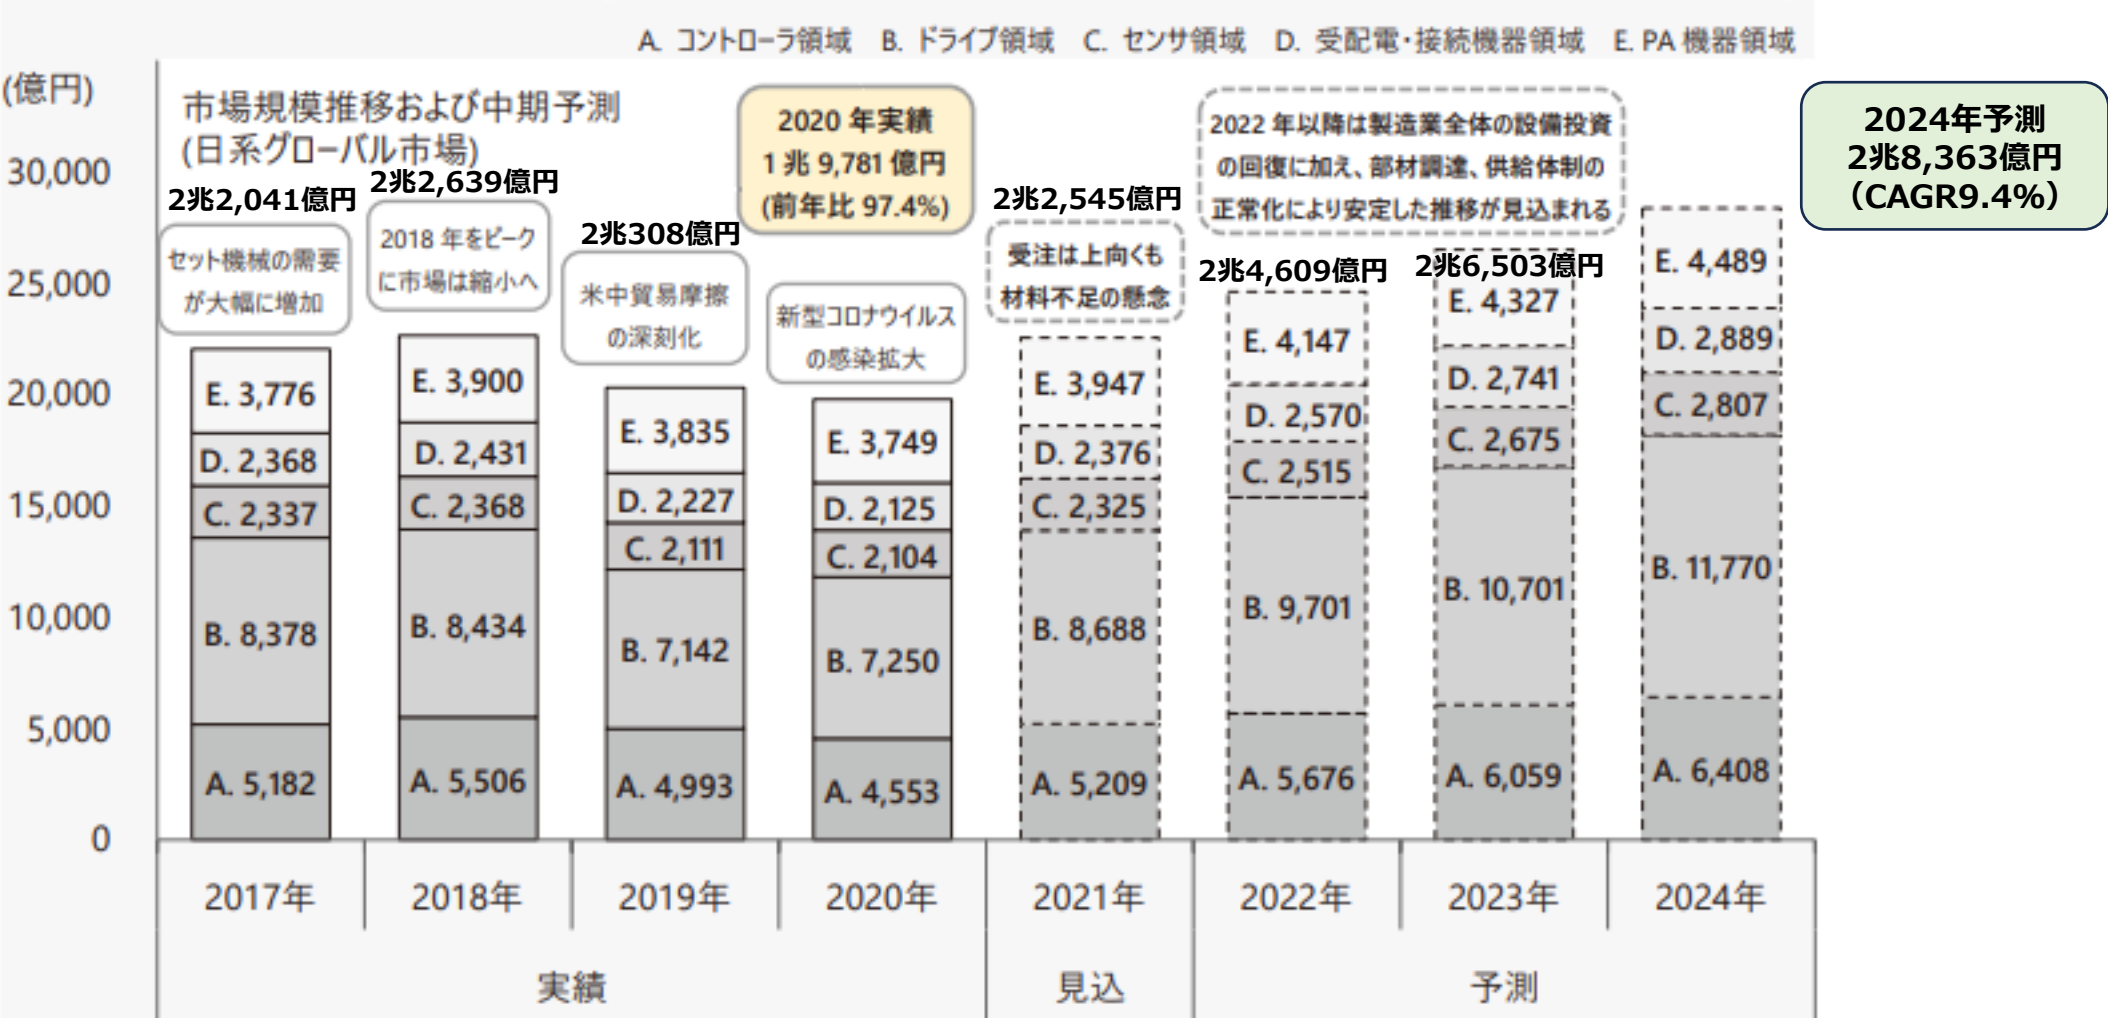 A. コントローラ領域 B. ドライブ領域 C. センサ領域 D. 受配電・接続機器領域 E. PA 機器領域
(億円)
市場規模推移および中期予測
(日系グローバル市場)
30,000
25,000
20,000
15,000
10,000
5,000
0
2兆2,041億円
セット機械の需要
が大幅に増加
E. 3,776
D. 2,368
C. 2,337
B. 8,378
A. 5,182
2兆2,639億円
2018 年をピーク
に市場は縮小へ
E. 3,900
D. 2,431
C. 2,368
B. 8,434
A. 5,506
2兆308億円
米中貿易摩擦
の深刻化
E. 3,835
D. 2,227
C. 2,111
B. 7,142
A. 4,993
2020 年実績
1 兆 9,781 億円
(前年比 97.4%)
新型コロナウイルス
の感染拡大
E. 3,749
D. 2,125
C. 2,104
B. 7,250
A. 4,553
2兆2,545億円
受注は上向くも
材料不足の懸念
E. 3,947
D. 2,376
C. 2,325
B. 8,688
A. 5,209
2022 年以降は製造業全体の設備投資
の回復に加え、部材調達、供給体制の
正常化により安定した推移が見込まれる
2兆4,609億円
E. 4,147
D. 2,570
C. 2,515
B. 9,701
A. 5,676
2兆6,503億円
E. 4,327
D. 2,741
C. 2,675
B. 10,701
A. 6,059
2024年予測
2兆8,363億円
（CAGR9.4%）
E. 4,489
D. 2,889
C. 2,807
B. 11,770
A. 6,408
2017年
2018年
2019年
2020年
2021年
2022年
2023年
2024年
実績
見込
予測